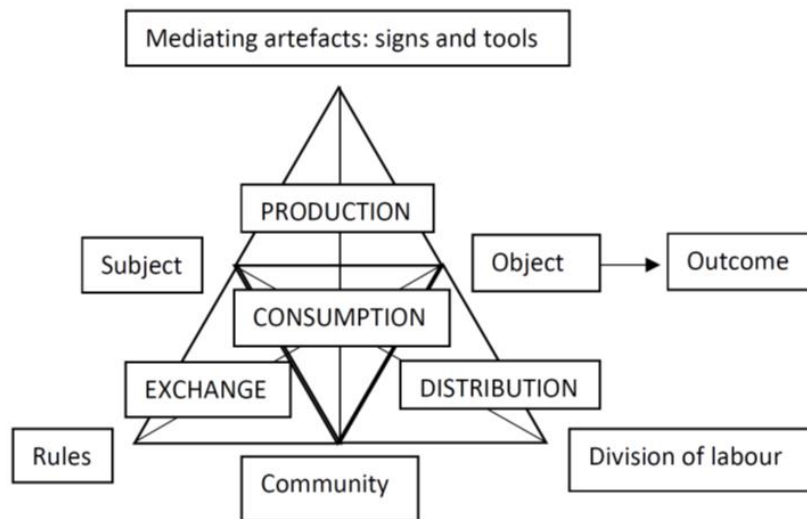 Mediating artefacts: signs and tools
PRODUCTION
Subject
Object
Outcome
CONSUMPTION
EXCHANGE
DISTRIBUTION
Rules
Community
Division of labour